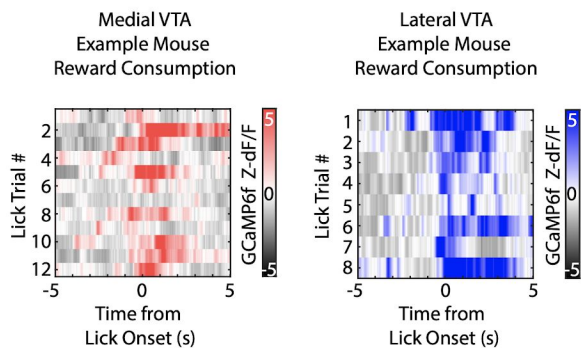 Medial VTA
Example Mouse
Reward Consumption
Lick Trial #
2
4
6
8
10
12
-5
0
5
Time from
Lick Onset (s)
5
0
-5
GCaMP6f Z-dF/F
Lateral VTA
Example Mouse
Reward Consumption
Lick Trial #
1
2
3
4
5
6
7
8
-5
0
5
Time from
Lick Onset (s)
5
0
-5
GCaMP6f Z-dF/F